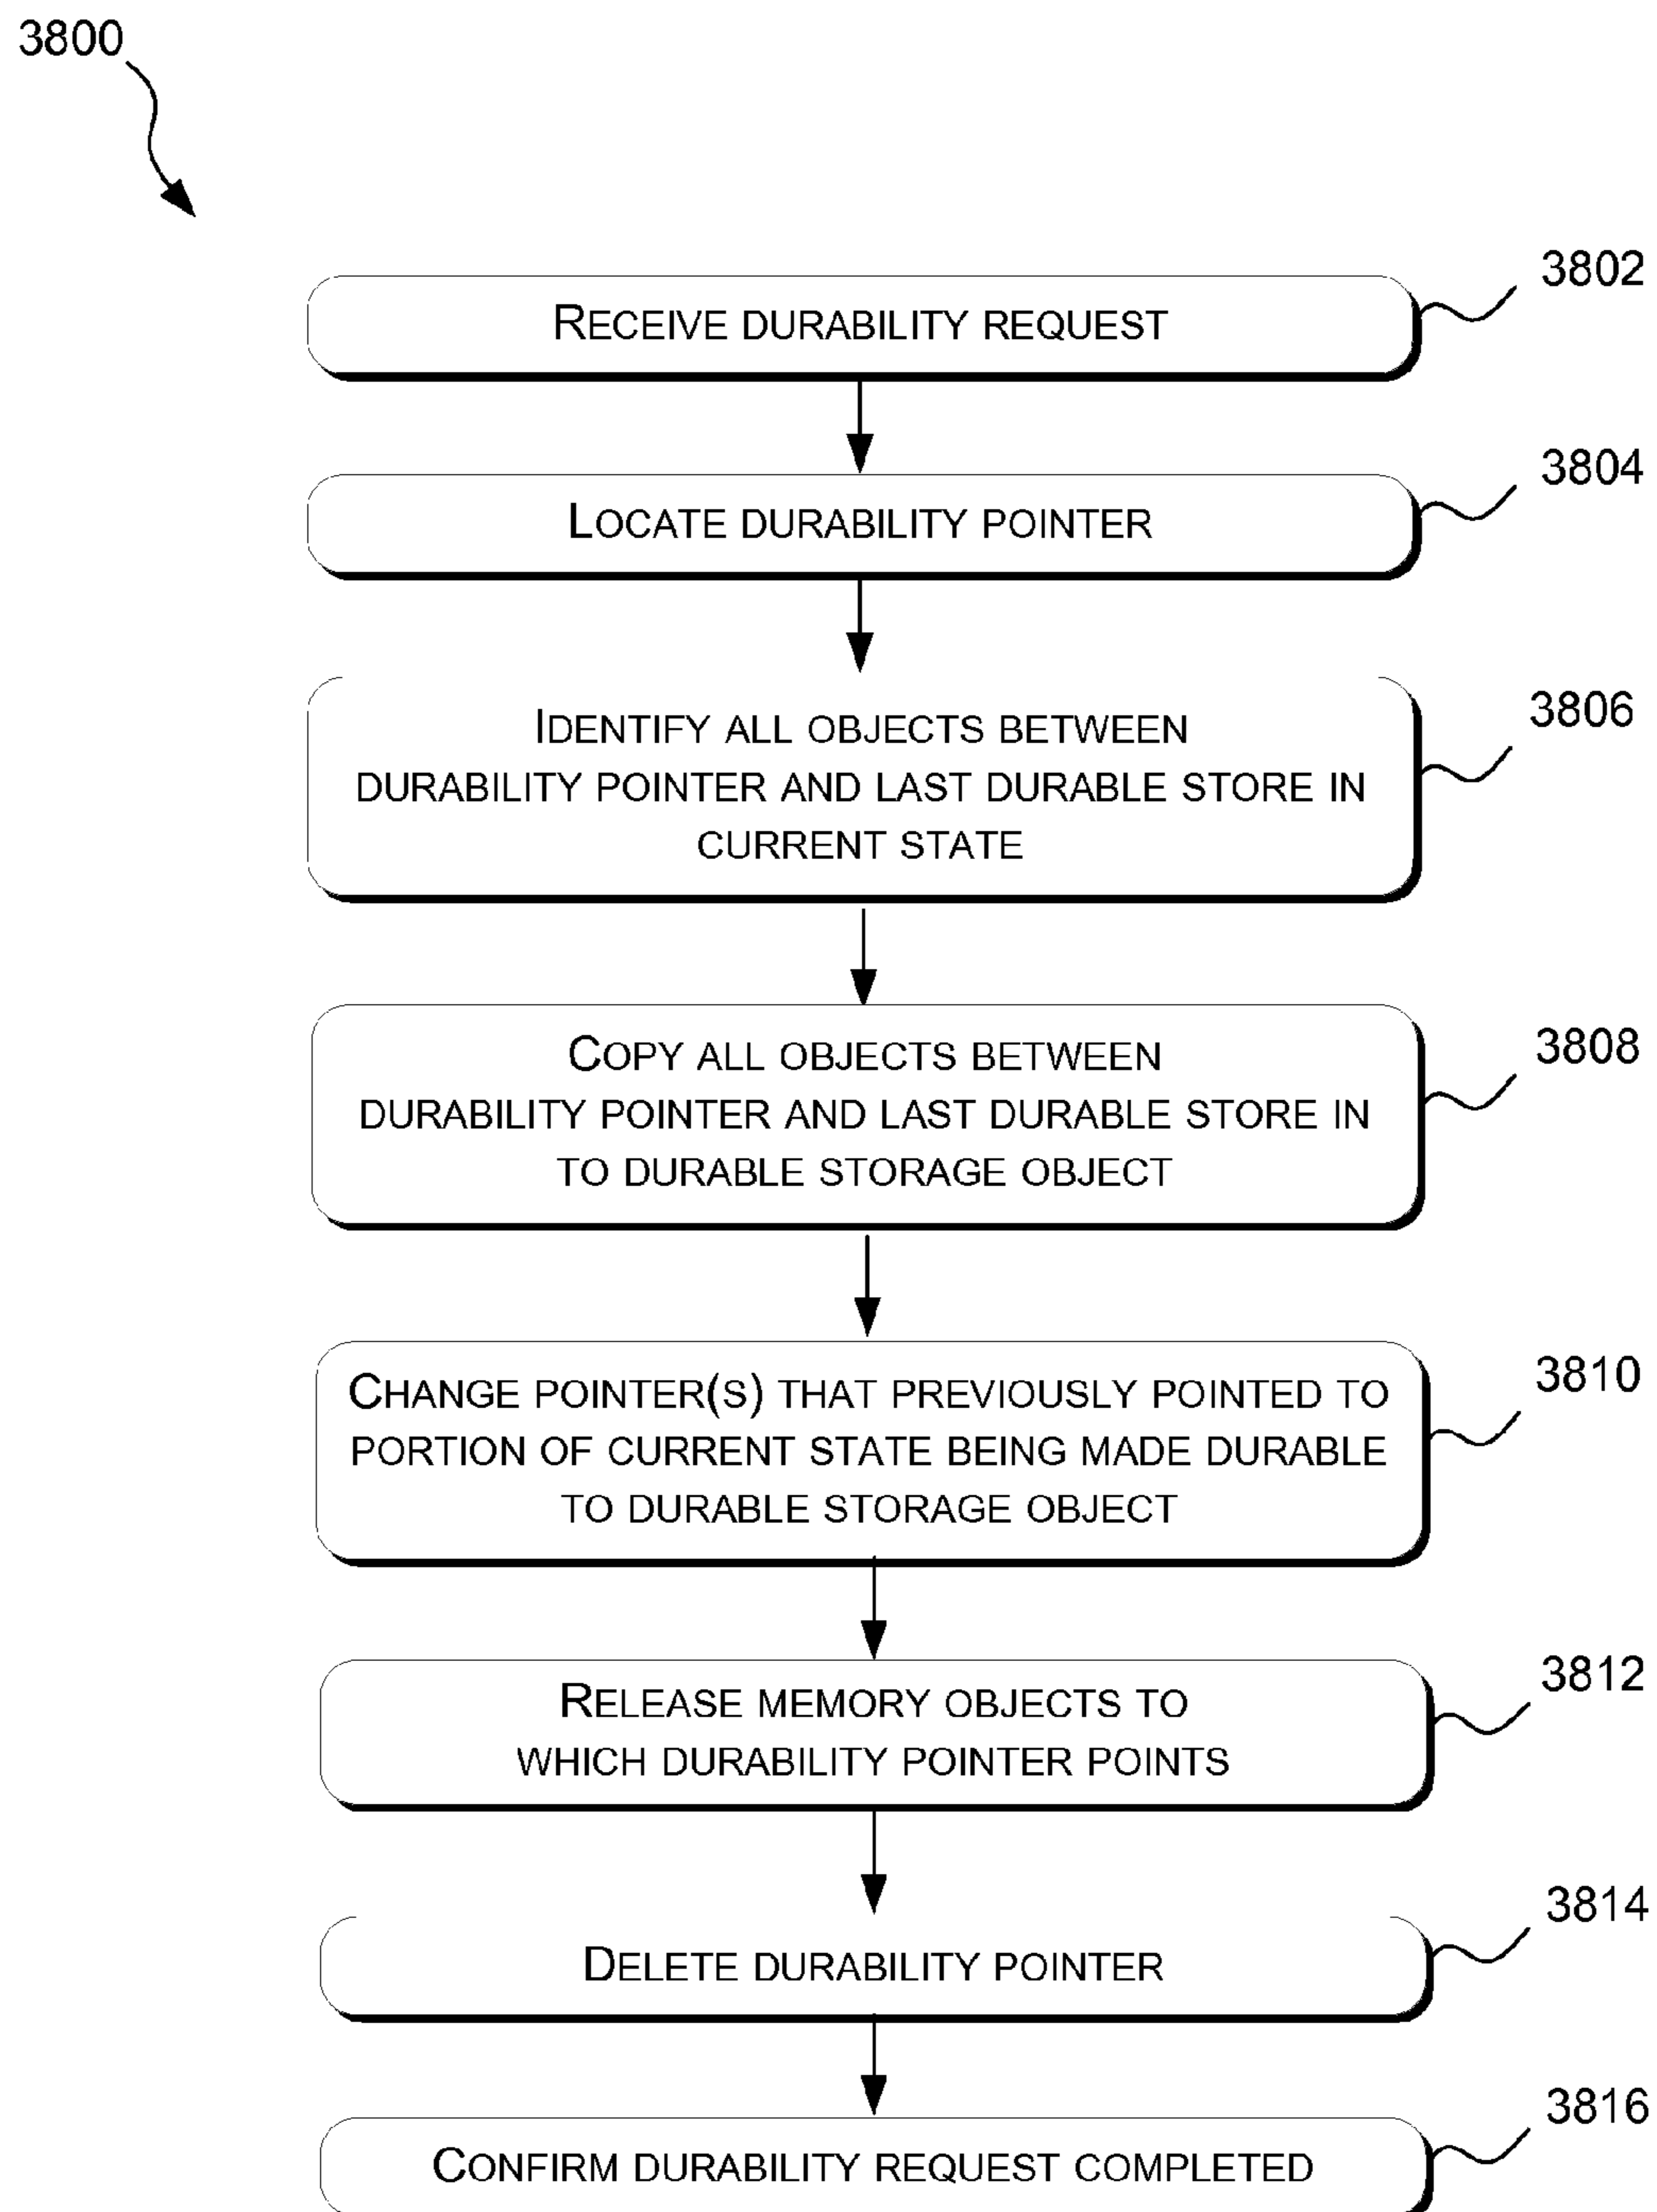 3800
3802
RECEIVE DURABILITY REQUEST
3804
LOCATE DURABILITY POINTER
3806
IDENTIFY ALL OBJECTS BETWEEN
DURABILITY POINTER AND LAST DURABLE STORE IN
CURRENT STATE
3808
COPY ALL OBJECTS BETWEEN
DURABILITY POINTER AND LAST DURABLE STORE IN
TO DURABLE STORAGE OBJECT
3810
CHANGE POINTER(S) THAT PREVIOUSLY POINTED TO
PORTION OF CURRENT STATE BEING MADE DURABLE
TO DURABLE STORAGE OBJECT
3812
RELEASE MEMORY OBJECTS TO
WHICH DURABILITY POINTER POINTS
3814
DELETE DURABILITY POINTER
3816
CONFIRM DURABILITY REQUEST COMPLETED